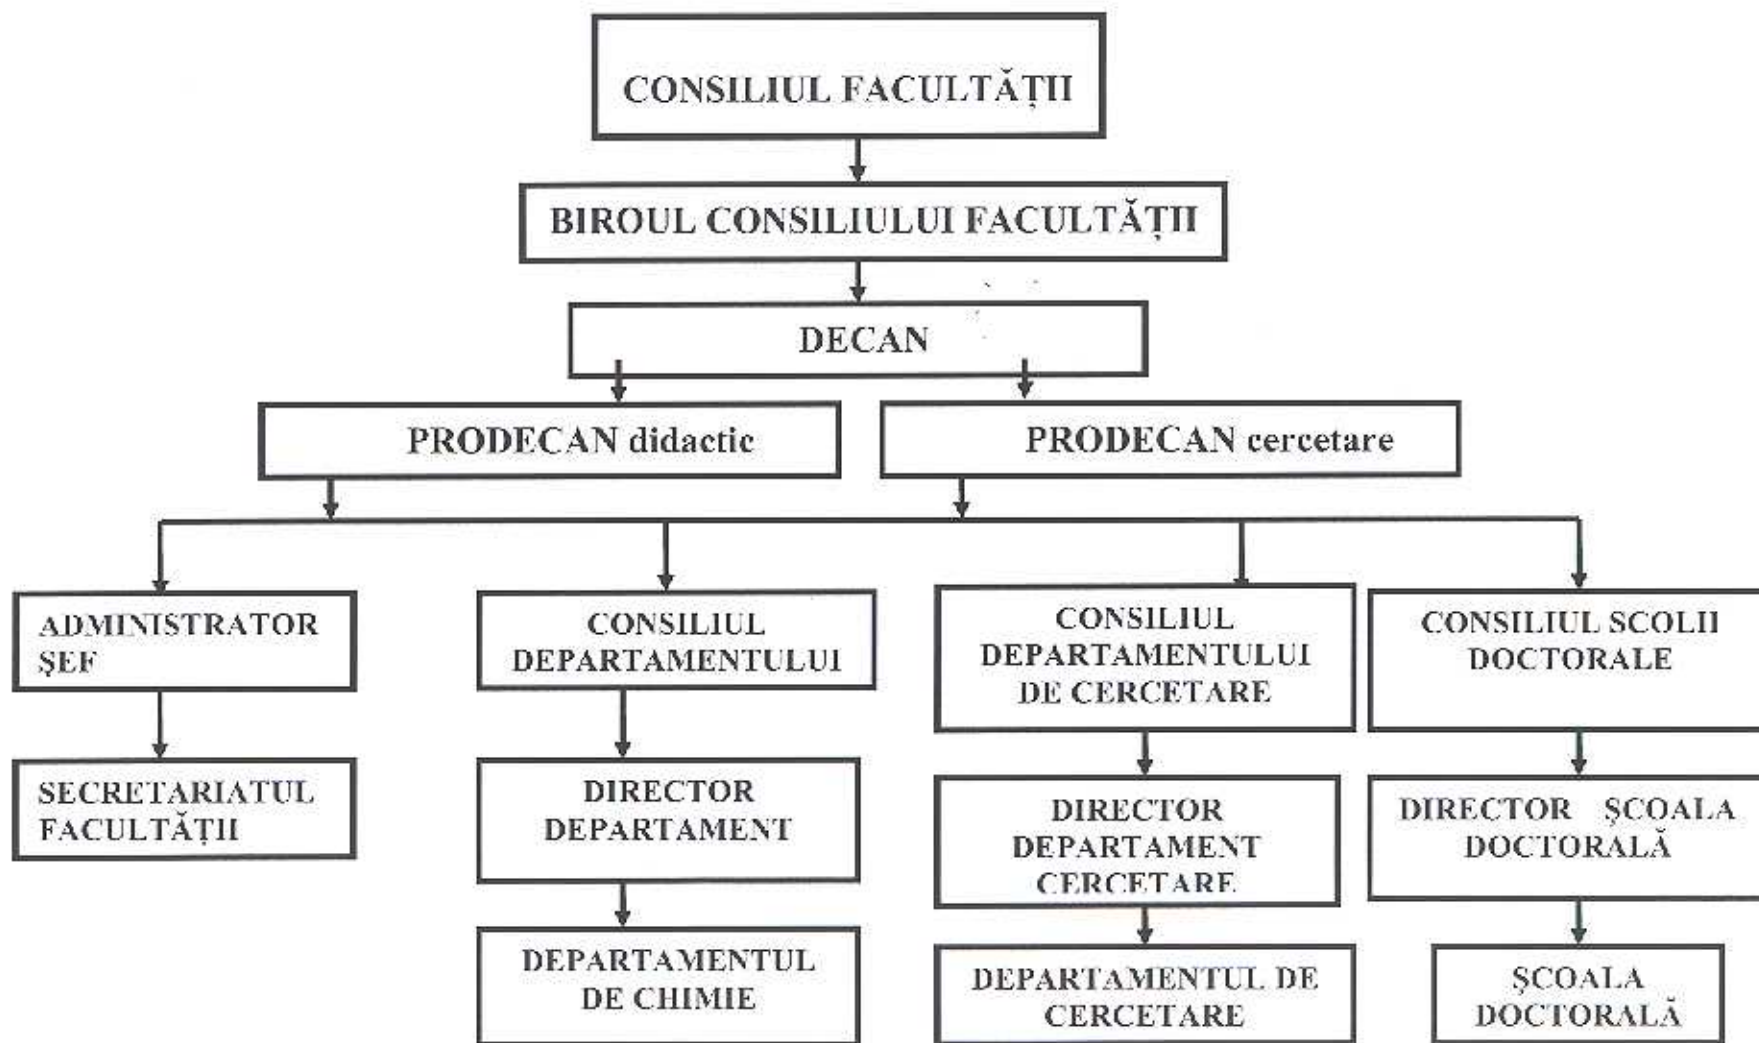 CONSILIUL FACULTĂȚII
BIROUL CONSILIULUI FACULTĂȚII
DECAN
PRODECAN didactic
PRODECAN cercetare
ADMINISTRATOR
ȘEF
CONSILIUL
DEPARTAMENTULUI
CONSILIUL
DEPARTAMENTULUI
DE CERCETARE
CONSILIUL SCOLII
DOCTORALE
SECRETARIATUL
FACULTĂȚII
DIRECTOR
DEPARTAMENT
DIRECTOR
DEPARTAMENT
CERCETARE
DIRECTOR ȘCOALA
DOCTORALĂ
DEPARTAMENTUL
DE CHIMIE
DEPARTAMENTUL DE
CERCETARE
ȘCOALA
DOCTORALĂ